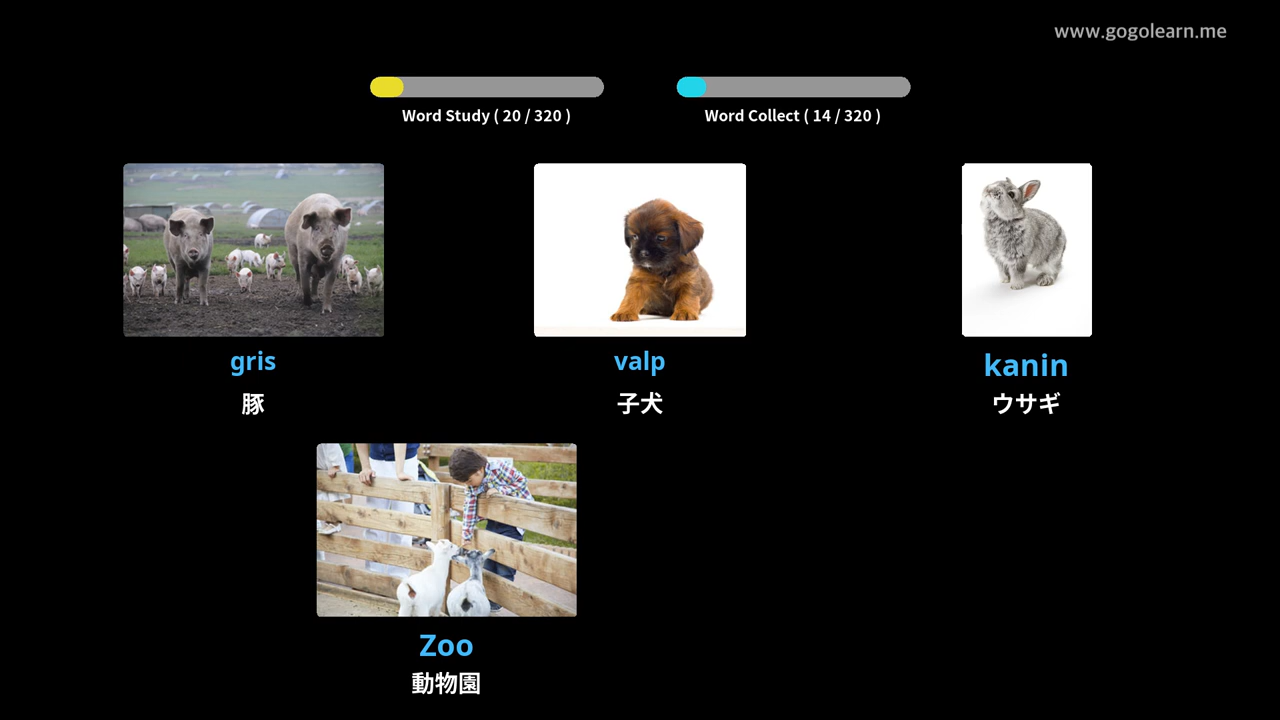 www.gogolearn.me
Word Study ( 20 / 320 )
Word Collect ( 14 / 320 )
gris
豚
valp
子犬
kanin
ウサギ
Zoo
動物園